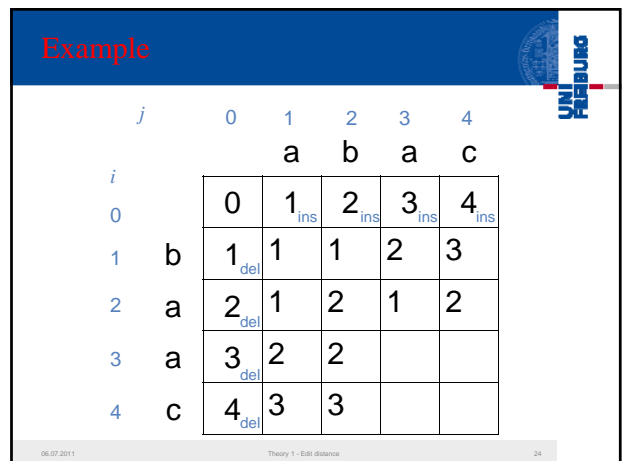 Example
UNI
FREIBURG
j 0 1 2 3 4
a b a c
i
0 0 1ins 2ins 3ins 4ins
1 b 1del 1 1 2 3
2 a 2del 1 2 1 2
3 a 3del 2 2
4 c 4del 3 3
06.07.2011 Theory 1 - Edit distance 24